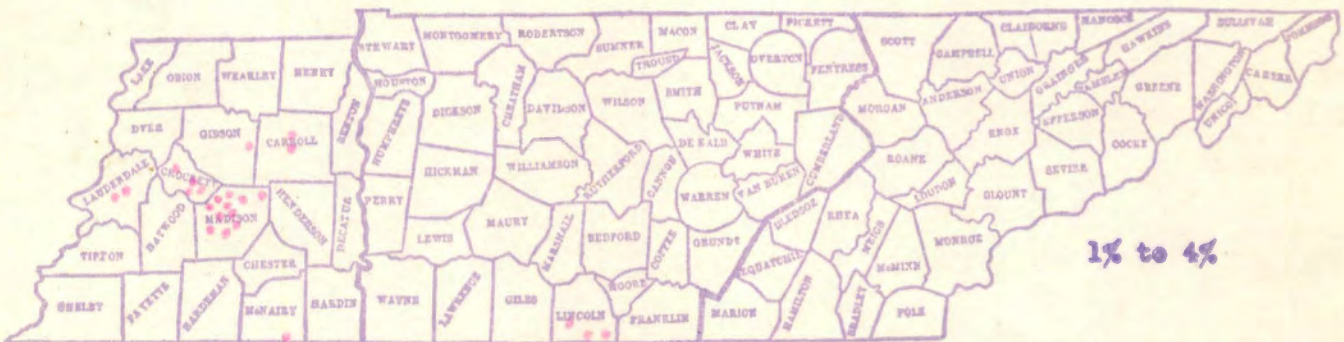 STEWART MONTGOMERY ROBERTSON SUMNER MACON CLAY PICKETT SCOTT CAMPBELL CLAIBORNE HANCOCK HAWKINS SULLIVAN JOHNSON
LAKE OBION WEAKLEY HENRY HOUSTON CHEATHAM TROUSD JACKSON OVERTON FENTRESS UNION GRAINGER HAMBLEN GREENE WASHINGTON CARTER UNICOI
DYER GIBSON CARROLL BENTON HUMPHREYS DICKSON DAVIDSON WILSON SMITH PUTNAM MORGAN ANDERSON KNOX JEFFERSON COCKE
LAUDERDALE CROCKETT HICKMAN WILLIAMSON RUTHERFORD CANNON DE KALB WHITE CUMBERLAND ROANE LOUDON BLOUNT SEVIER
TIPTON HAYWOOD MADISON HENDERSON DECATUR PERRY LEWIS MAURY MARSHALL BEDFORD COFFEE WARREN VAN BUREN GRUNDY BLEDSOE RHEA MEIGS McMINN MONROE
CHESTER MOORE SEQUATCHIE
SHELBY FAYETTE HARDEMAN McNAIRY HARDIN WAYNE LAWRENCE GILES LINCOLN FRANKLIN MARION HAMILTON BRADLEY POLK
1% to 4%